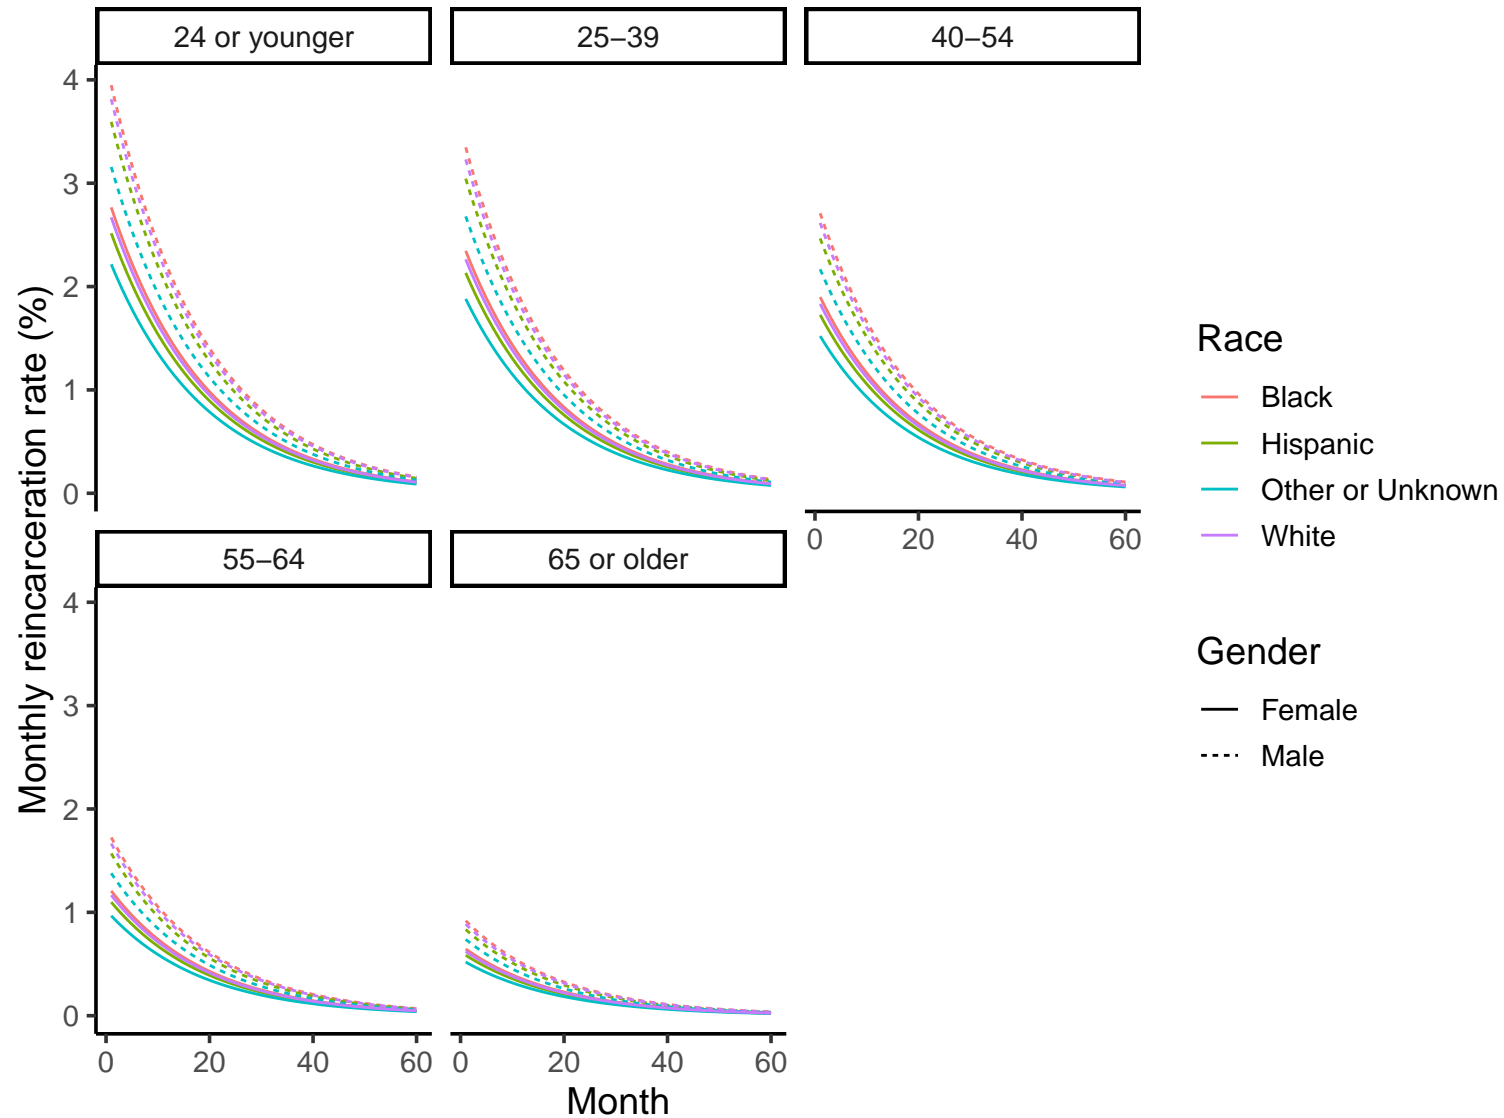 24 or younger
25–39
40–54
4
3
2
1
0
0 20 40 60
55–64
65 or older
4
3
2
1
0
0 20 40 60
0 20 40 60
Monthly reincarceration rate (%)
Month
Race
Black
Hispanic
Other or Unknown
White
Gender
Female
Male